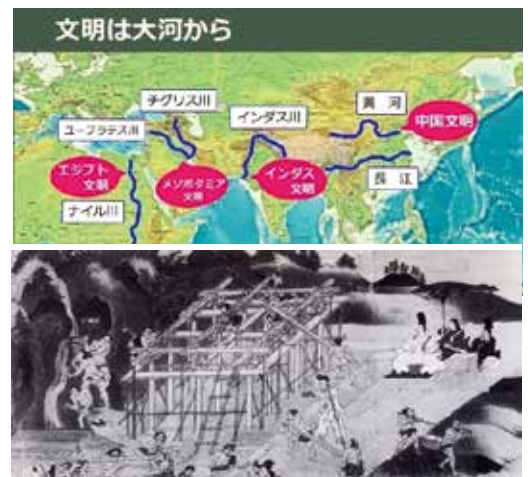 文明は大河から
チグリス川
ユーフラテス川
インダス川
黄河
中国文明
エジプト
文明
メソポタミア
文明
インダス
文明
長江
ナイル川